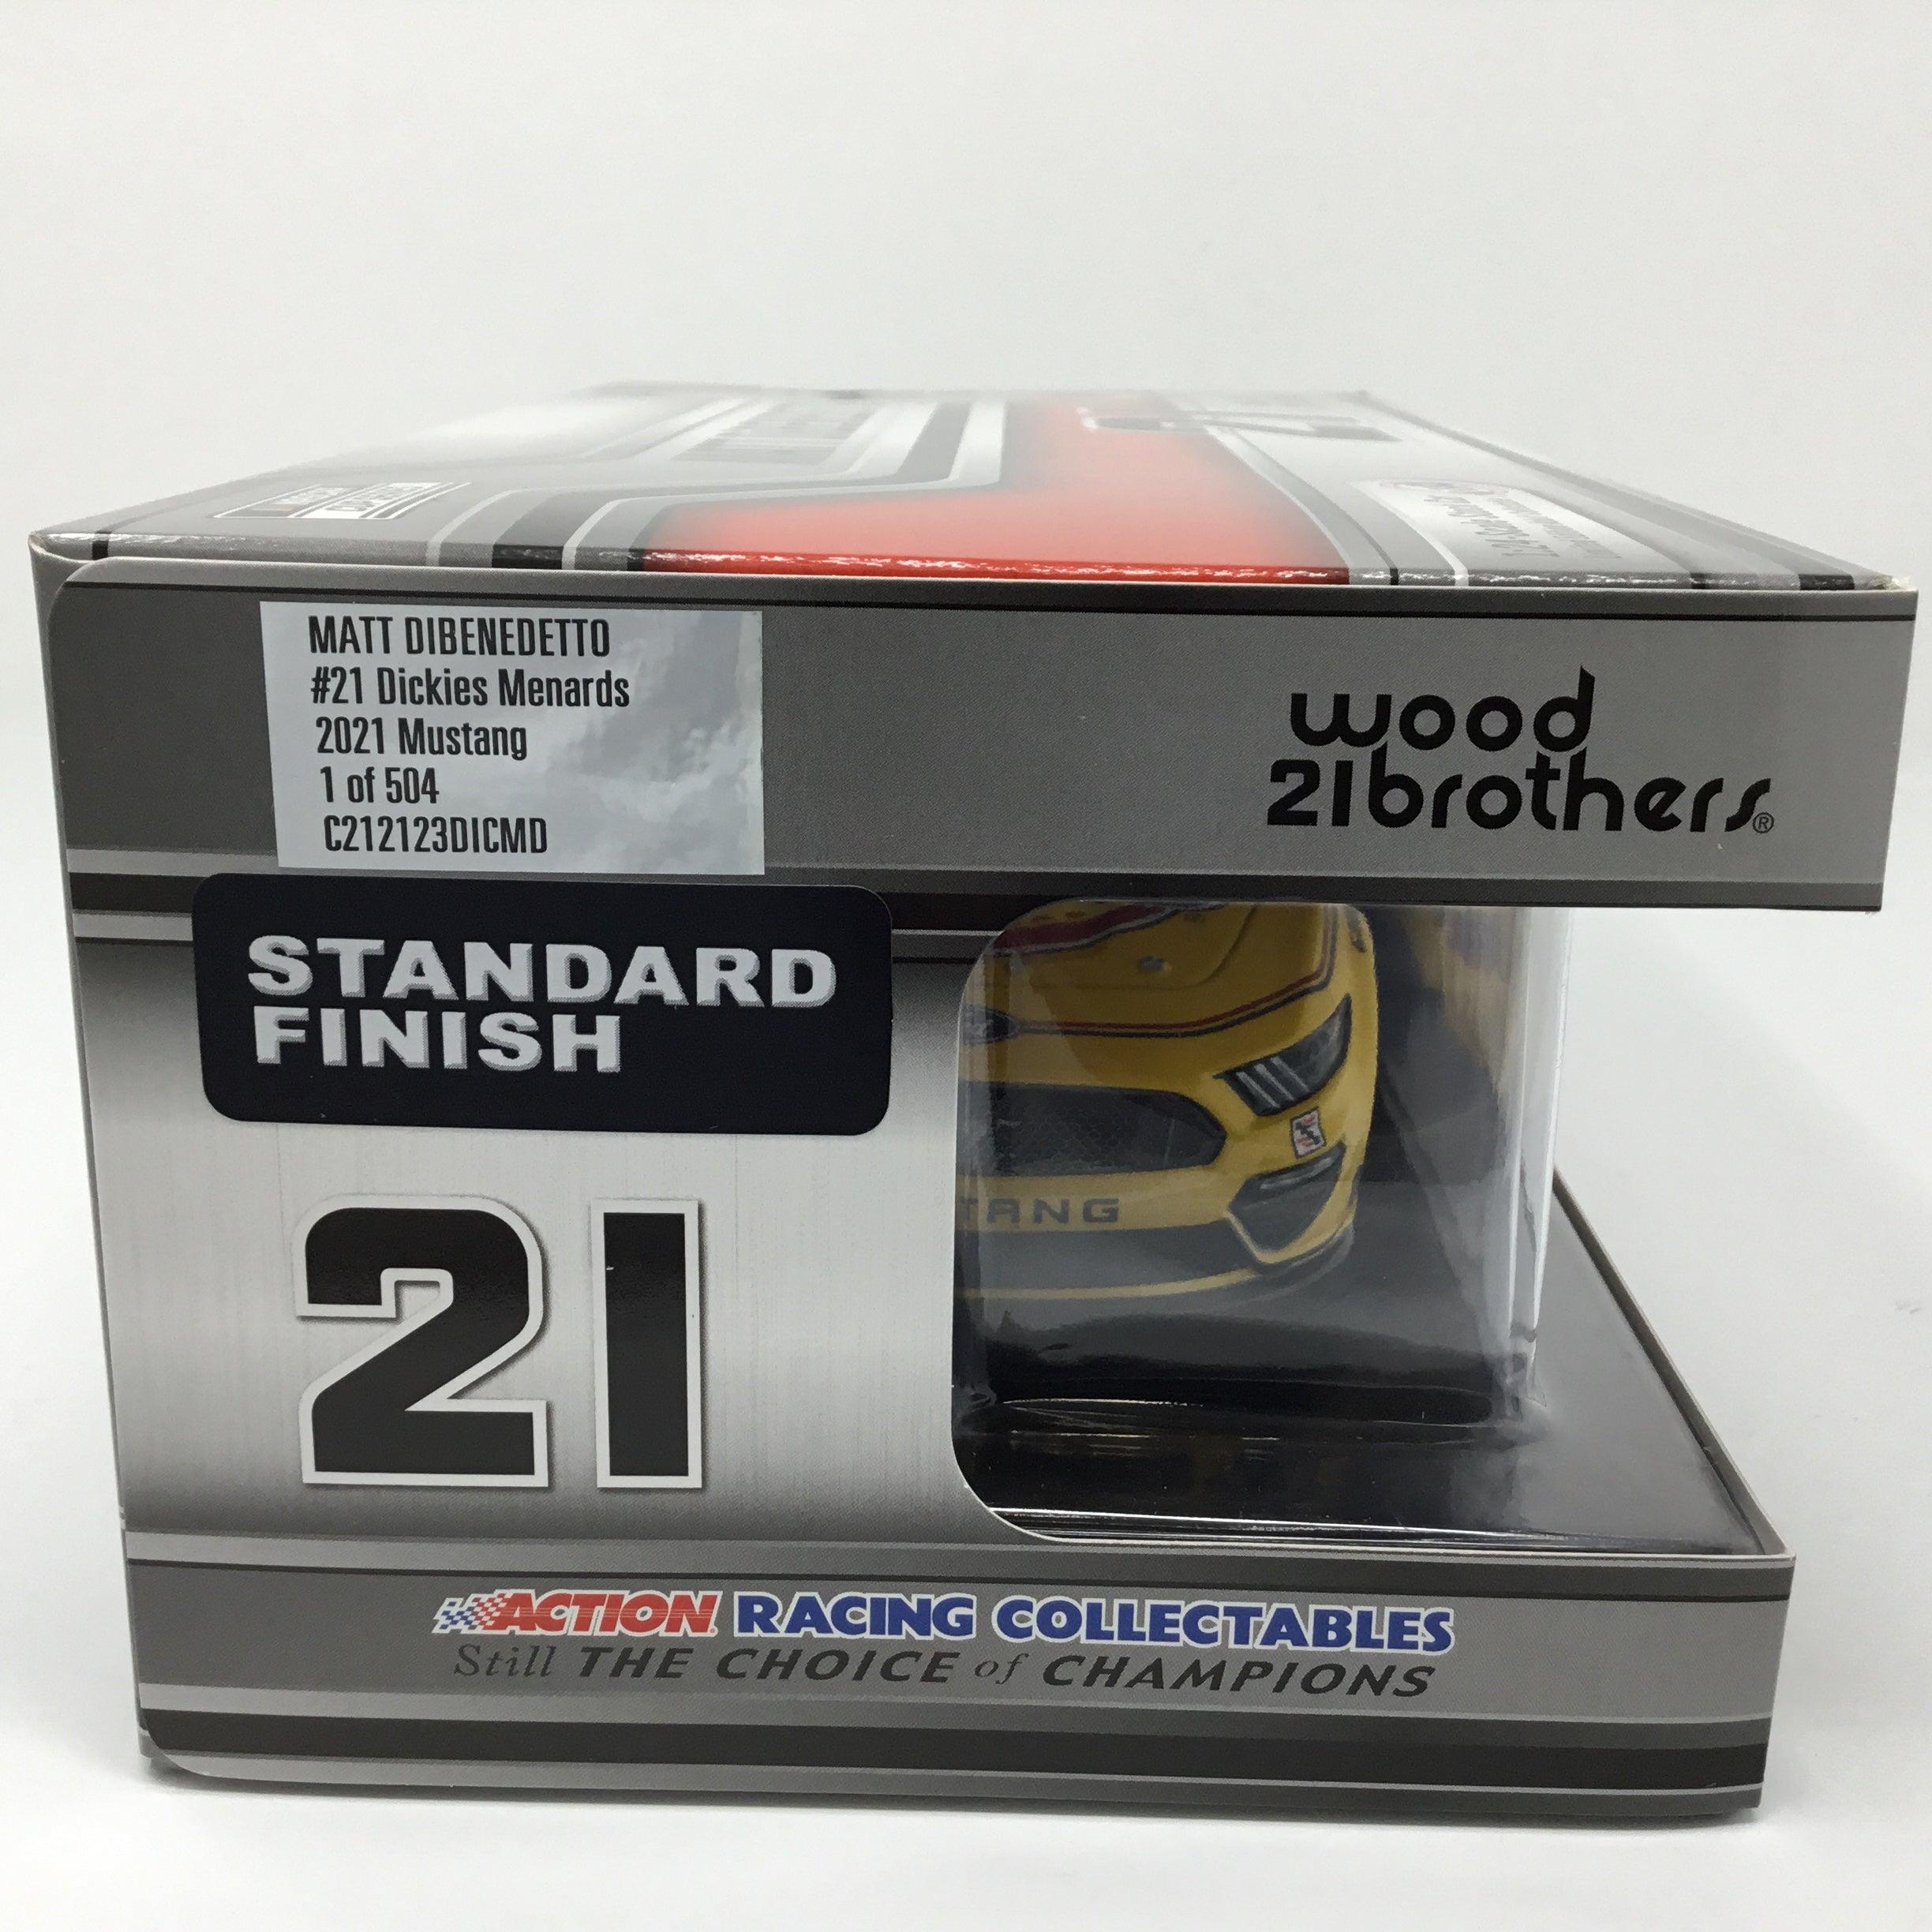 MATT DIBENEDETTO
#21 Dickies Menards
2021 Mustang
1 of 504
C212123DICMD
wood
21brothers®
STANDARD
FINISH
TANG
21
ACTION RACING COLLECTABLES
Still THE CHOICE of CHAMPIONS